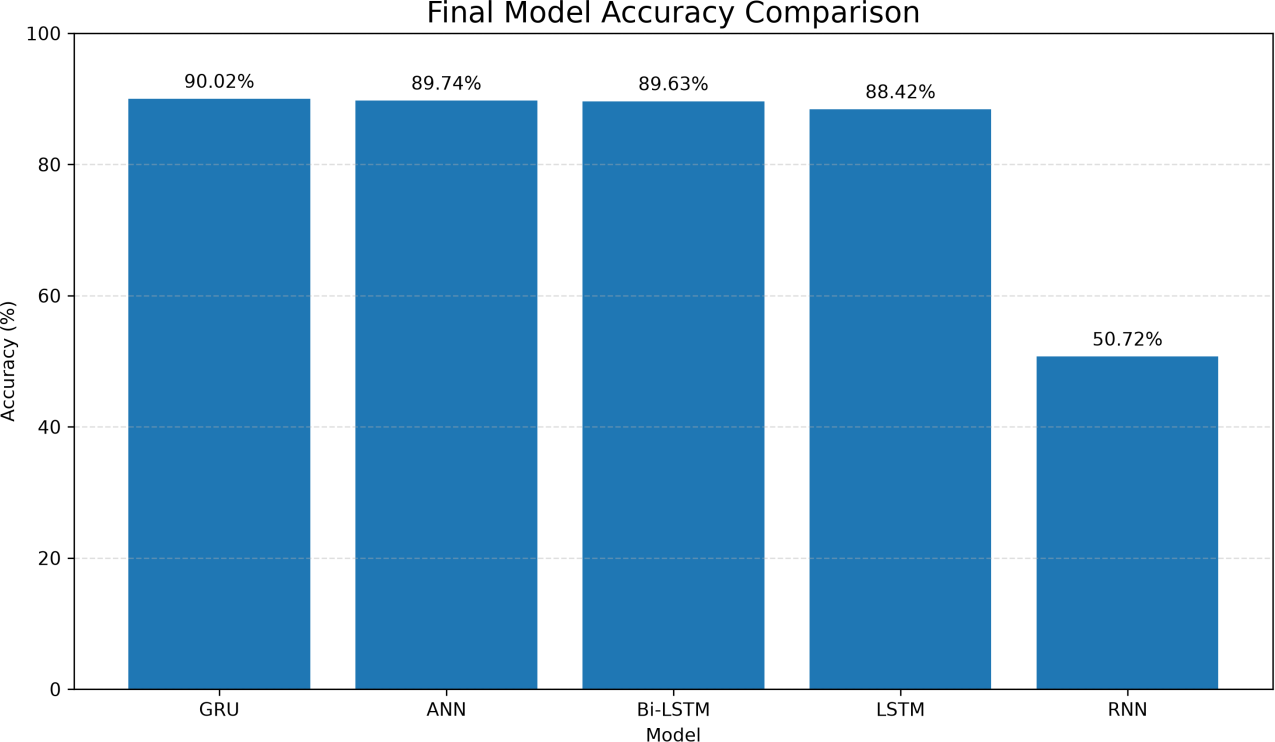 Final Model Accuracy Comparison
100
80
60
40
20
0
Accuracy (%)
90.02%
89.74%
89.63%
88.42%
50.72%
GRU
ANN
Bi-LSTM
LSTM
RNN
Model